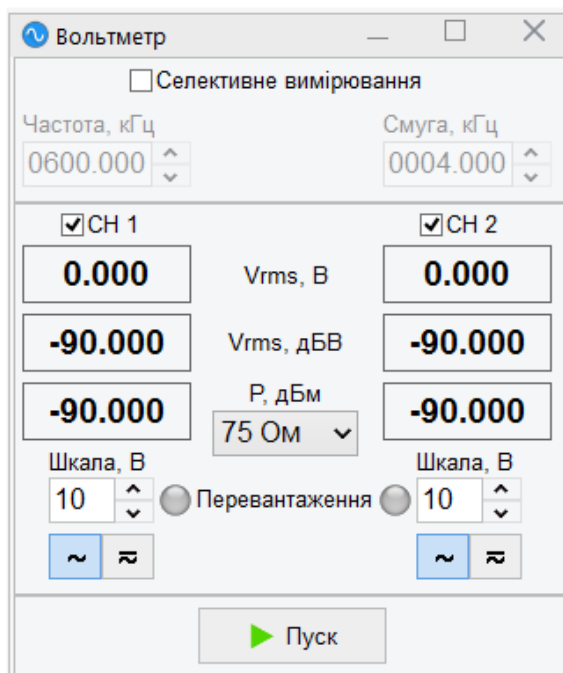 Вольтметр
Селективне вимірювання
Частота, кГц Смуга, кГц
0600.000 0004.000
CH 1 CH 2
0.000 Vrms, В 0.000
-90.000 Vrms, дБВ -90.000
P, дБм
-90.000 75 Ом -90.000
Шкала, В Шкала, В
10 Перевантаження 10
~ ~
Пуск